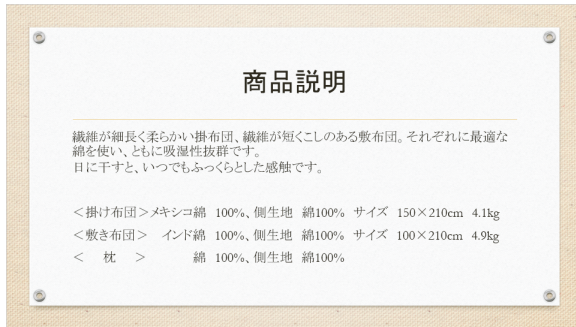 商品説明
繊維が細長く柔らかい掛布団、繊維が短くこしのある敷布団。それぞれに最適な
綿を使い、ともに吸湿性抜群です。
日に干すと、いつでもふっくらとした感触です。
＜掛け布団＞メキシコ綿 100%、側生地 綿100% サイズ 150×210cm 4.1kg
＜敷き布団＞ インド綿 100%、側生地 綿100% サイズ 100×210cm 4.9kg
＜ 枕 ＞ 綿 100%、側生地 綿100%